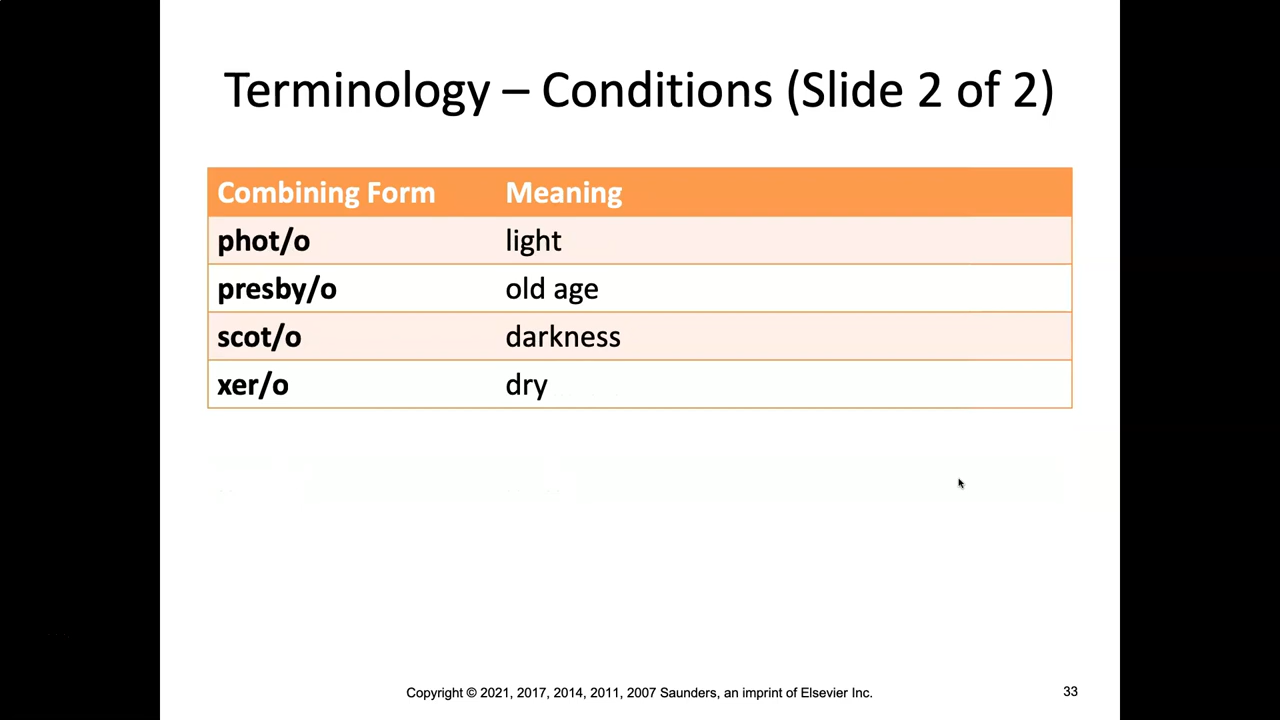 Terminology – Conditions (Slide 2 of 2)
Combining Form Meaning
phot/o light
presby/o old age
scot/o darkness
xer/o dry
Copyright © 2021, 2017, 2014, 2011, 2007 Saunders, an imprint of Elsevier Inc. 33